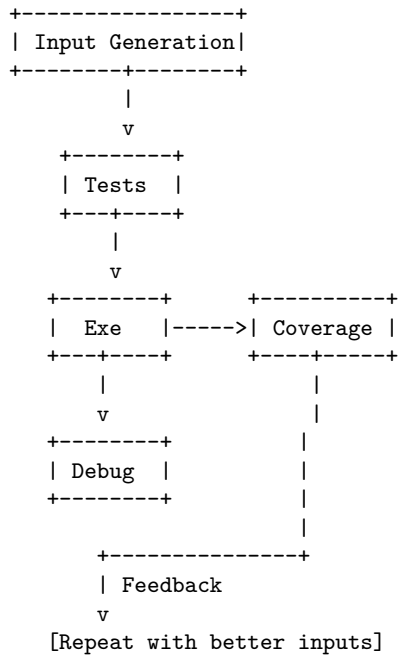 Input Generation
Tests
Exe
Coverage
Debug
Feedback
[Repeat with better inputs]